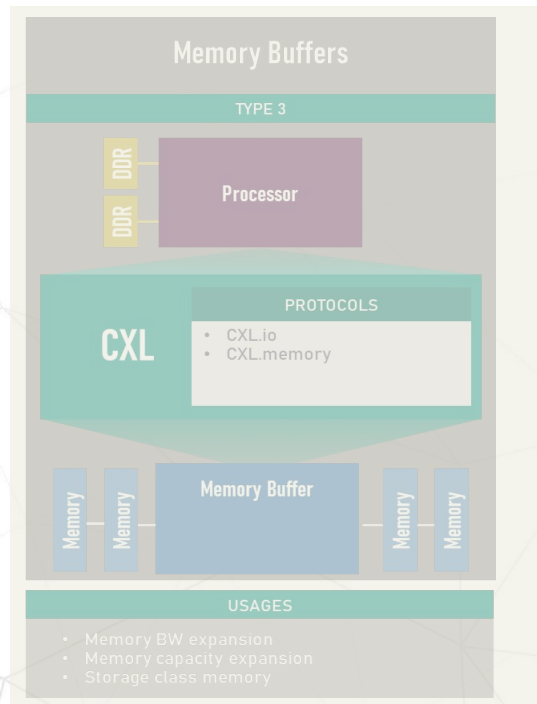 Memory Buffers
TYPE 3
DDR
DDR
Processor
CXL
PROTOCOLS
• CXL.io
• CXL.memory
Memory
Memory
Memory Buffer
Memory
Memory
USAGES
• Memory BW expansion
• Memory capacity expansion
• Storage class memory